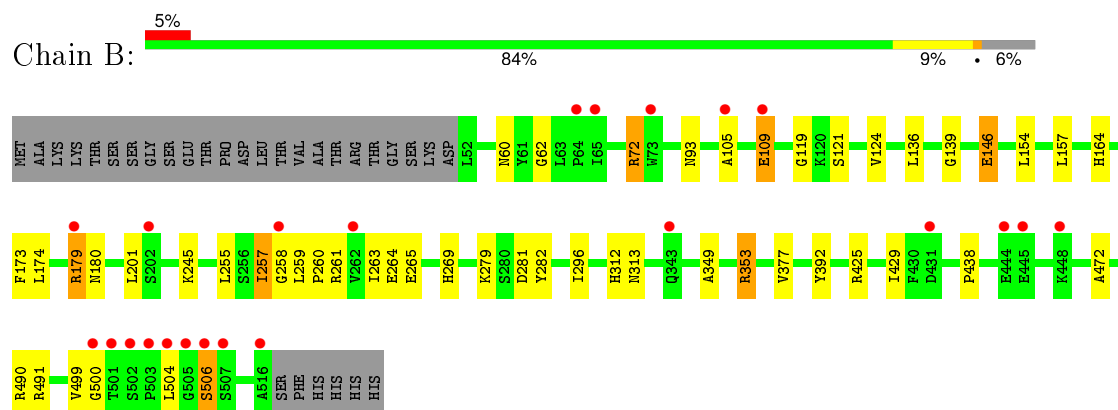 5%
Chain B:
84% 9% • 6%
MET ALA LYS LYS THR SER SER GLY SER SER GLU THR PRO ASP LEU THR VAL ALA THR ARG THR GLY SER LYS ASP L52 N60 Y61 G62 L63 P64 I65 R72 W73 N93 A105 E109 G119 K120 S121 V124 L136 G139 E146 L154 L157 H164
F173 L174 R179 N180 L201 S202 K245 L255 S256 I257 G258 L259 P260 R261 V262 I263 E264 E265 H269 K279 S280 D281 Y282 I296 H312 N313 Q343 A349 R353 V377 Y392 R425 I429 F430 D431 P438 E444 E445 K448 A472
R490 R491 V499 G500 T501 S502 P503 L504 G505 S506 S507 A516 SER PHE HIS HIS HIS HIS